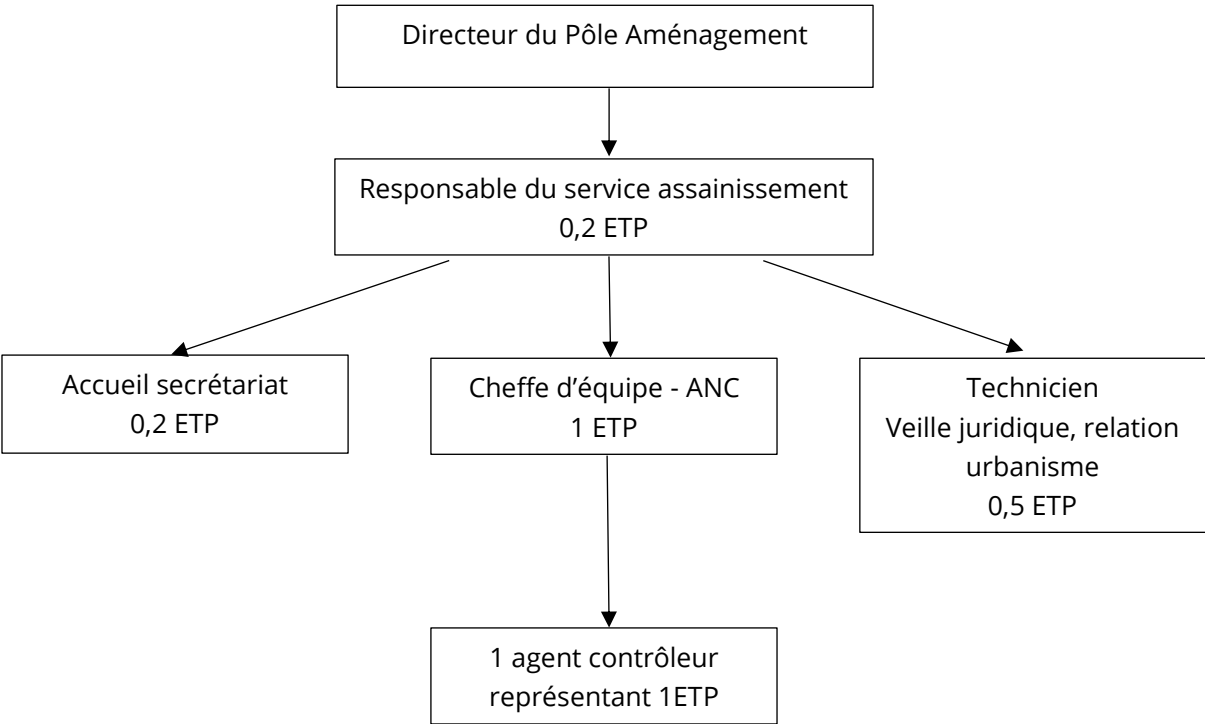 Directeur du Pôle Aménagement
Responsable du service assainissement
0,2 ETP
Accueil secrétariat
0,2 ETP
Cheffe d’équipe - ANC
1 ETP
Technicien
Veille juridique, relation
urbanisme
0,5 ETP
1 agent contrôleur
représentant 1ETP